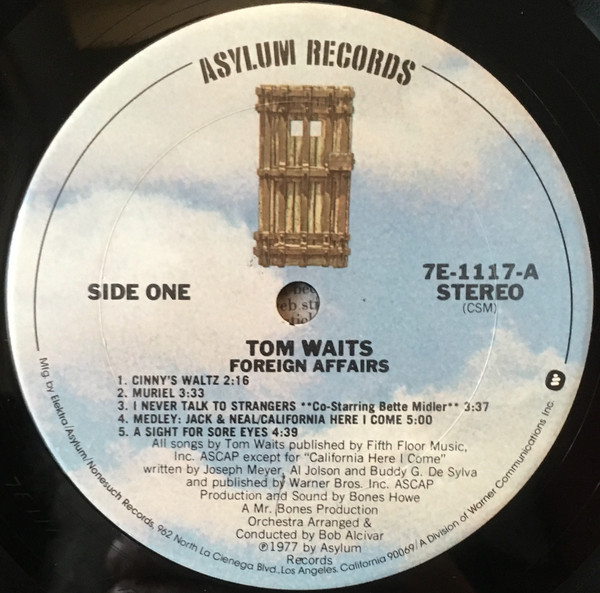 ASYLUM RECORDS
SIDE ONE
7E-1117-A
STEREO
(CSM)
TOM WAITS
FOREIGN AFFAIRS
1. CINNY'S WALTZ 2:16
2. MURIEL 3:33
3. I NEVER TALK TO STRANGERS **Co-Starring Bette Midler** 3:37
4. MEDLEY: JACK & NEAL/CALIFORNIA HERE I COME 5:00
5. A SIGHT FOR SORE EYES 4:39
All songs by Tom Waits published by Fifth Floor Music,
Inc. ASCAP except for "California Here I Come"
written by Joseph Meyer, Al Jolson and Buddy G. De Sylva
and published by Warner Bros. Inc. ASCAP
Production and Sound by Bones Howe
A Mr. Bones Production
Orchestra Arranged &
Conducted by Bob Alcivar
℗1977 by Asylum
Records
Mfg. by Elektra/Asylum/Nonesuch Records, 962 North La Cienega Blvd., Los Angeles, California 90069/A Division of Warner Communications Inc.